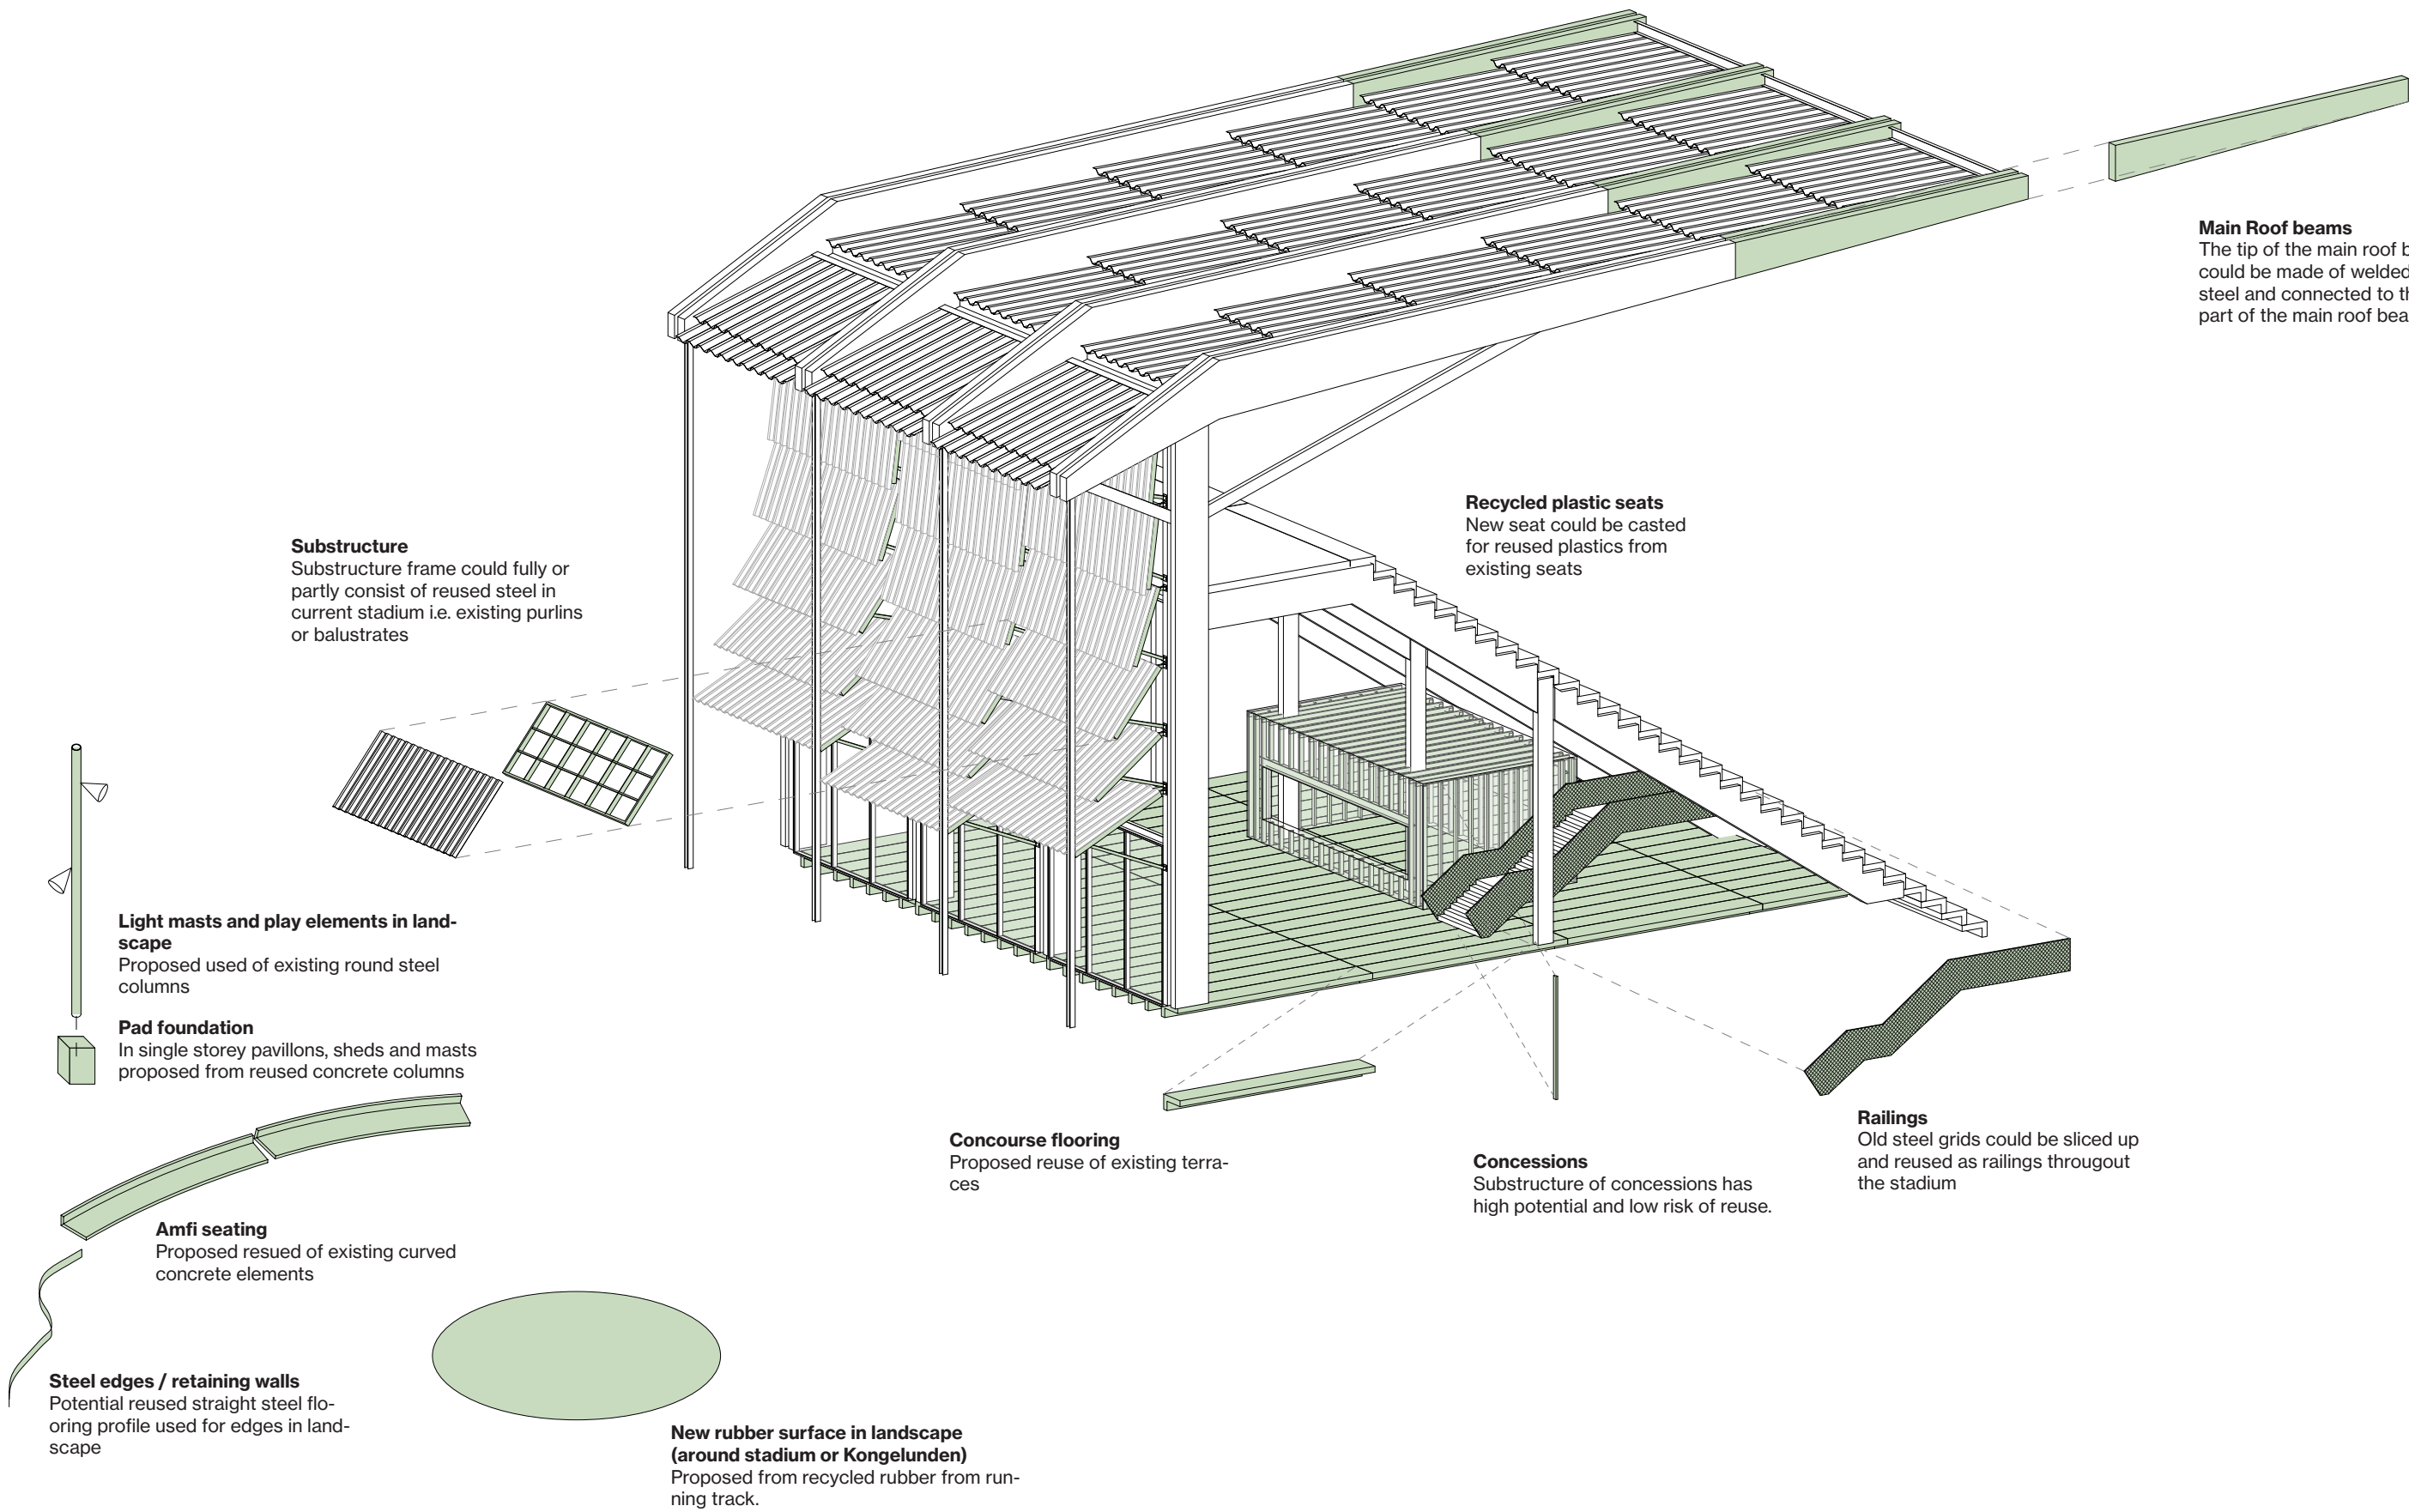 Main Roof beams
The tip of the main roof
could be made of welded
steel and connected to
part of the main roof
Recycled plastic seats
New seat could be casted
for reused plastics from
existing seats
Substructure
Substructure frame could fully or
partly consist of reused steel in
current stadium i.e. existing purlins
or balustrates
Light masts and play elements in land-
scape
Proposed used of existing round steel
columns
Pad foundation
In single storey pavillons, sheds and masts
proposed from reused concrete columns
Concourse flooring
Proposed reuse of existing terra-
ces
Concessions
Substructure of concessions has
high potential and low risk of reuse.
Railings
Old steel grids could be sliced up
and reused as railings througout
the stadium
Amfi seating
Proposed resued of existing curved
concrete elements
Steel edges / retaining walls
Potential reused straight steel flo-
oring profile used for edges in land-
scape
New rubber surface in landscape
(around stadium or Kongelunden)
Proposed from recycled rubber from run-
ning track.